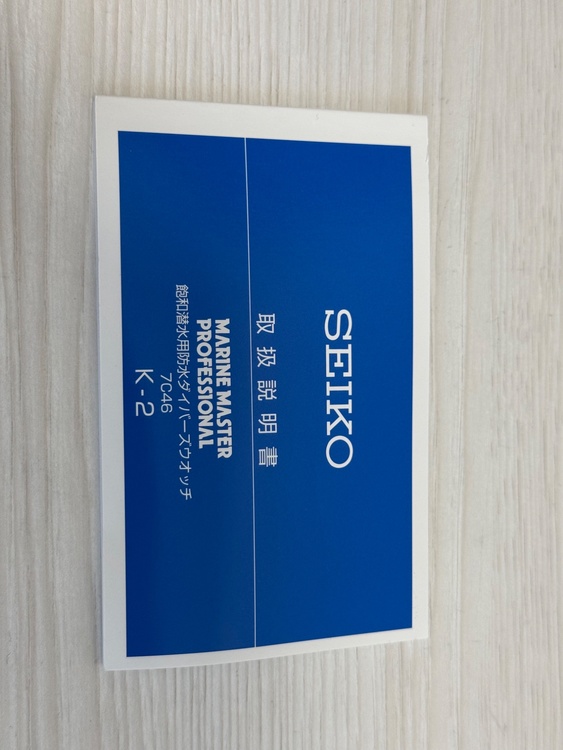 SEIKO
取扱説明書
MARINE MASTER
PROFESSIONAL
飽和潜水用防水ダイバーズウオッチ
7C46
K-2